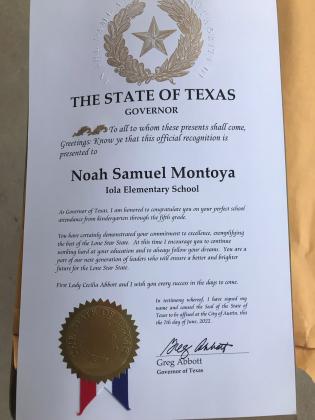 THE STATE OF TEXAS
GOVERNOR
To all to whom these presents shall come,
Greetings: Know ye that this official recognition is
presented to
Noah Samuel Montoya
Iola Elementary School
As Governor of Texas, I am honored to congratulate you on your perfect school
attendance from kindergarten through the fifth grade.
You have certainly demonstrated your commitment to excellence, exemplifying
the best of the Lone Star State. At this time I encourage you to continue
working hard at your education and to always follow your dreams. You are a
part of our next generation of leaders who will ensure a better and brighter
future for the Lone Star State.
First Lady Cecilia Abbott and I wish you every success in the days to come.
In testimony whereof, I have signed my
name and caused the Seal of the State of
Texas to be affixed at the City of Austin, this
the 7th day of June, 2022.
Greg Abbott
Greg Abbott
Governor of Texas